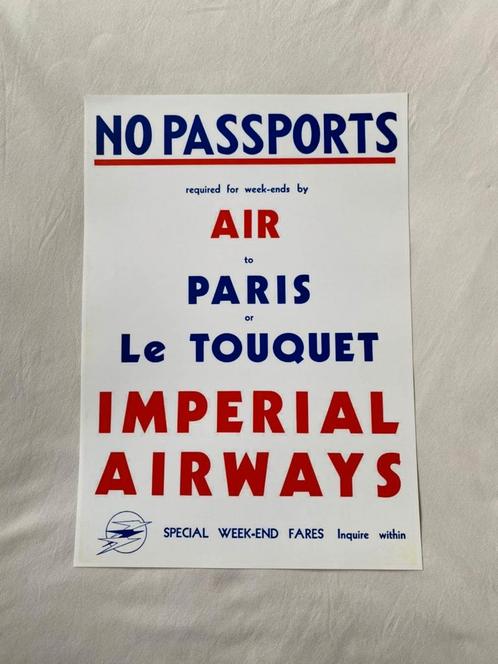 NO PASSPORTS
required for week-ends by
AIR
to
PARIS
or
Le TOUQUET
IMPERIAL
AIRWAYS
SPECIAL WEEK-END FARES Inquire within